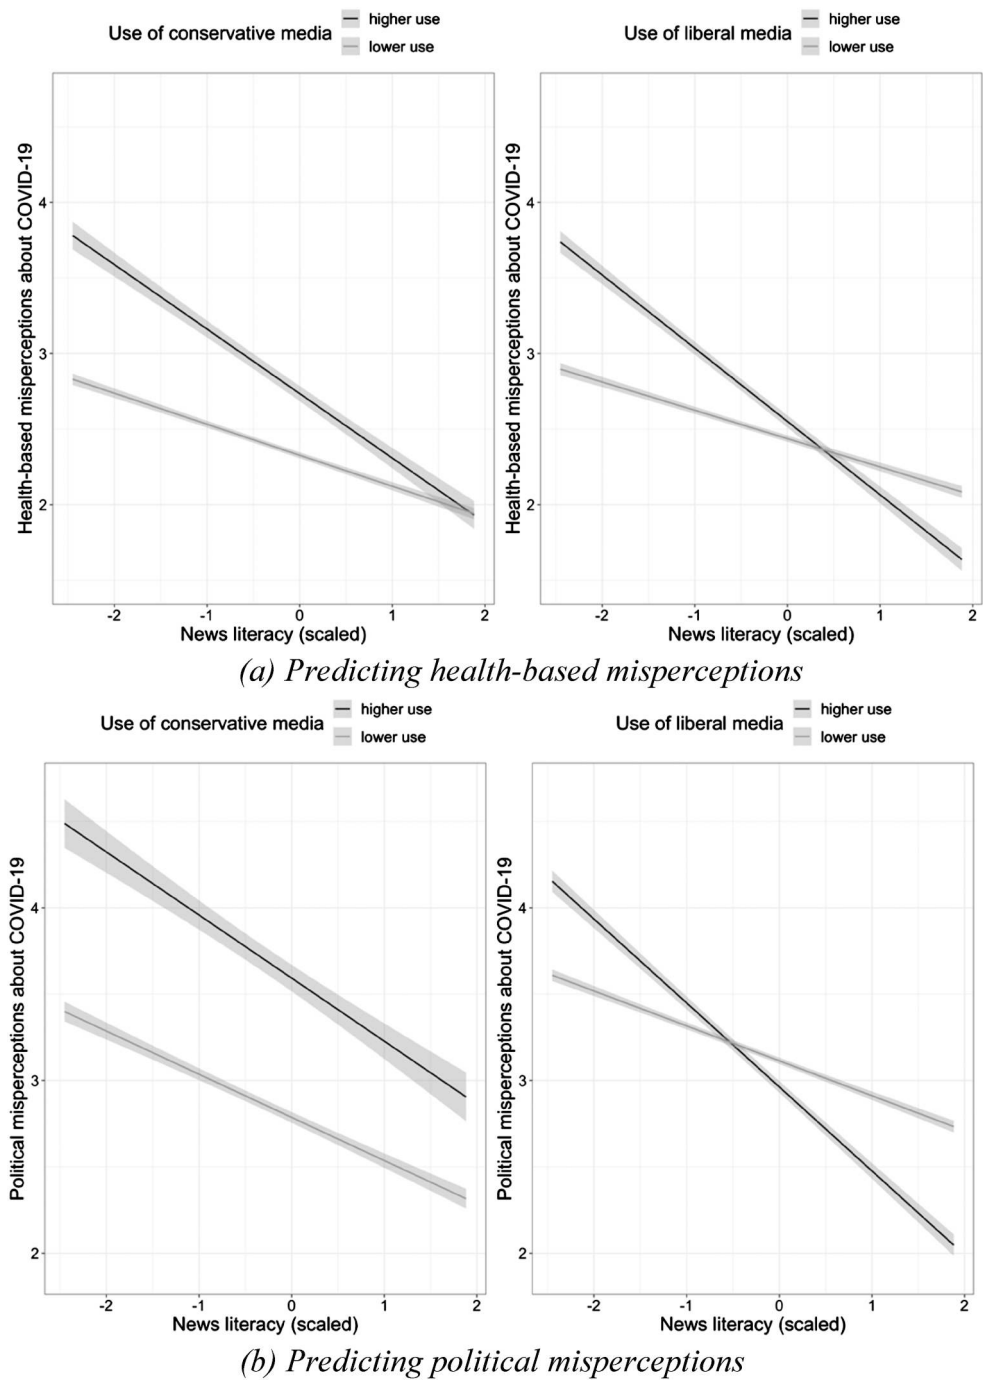 Use of conservative media
higher use
lower use
Use of liberal media
higher use
lower use
Health-based misperceptions about COVID-19
4
3
2
-2 -1 0 1 2
News literacy (scaled)
Health-based misperceptions about COVID-19
4
3
2
-2 -1 0 1 2
News literacy (scaled)
(a) Predicting health-based misperceptions
Use of conservative media
higher use
lower use
Use of liberal media
higher use
lower use
Political misperceptions about COVID-19
4
3
2
-2 -1 0 1 2
News literacy (scaled)
Political misperceptions about COVID-19
4
3
2
-2 -1 0 1 2
News literacy (scaled)
(b) Predicting political misperceptions